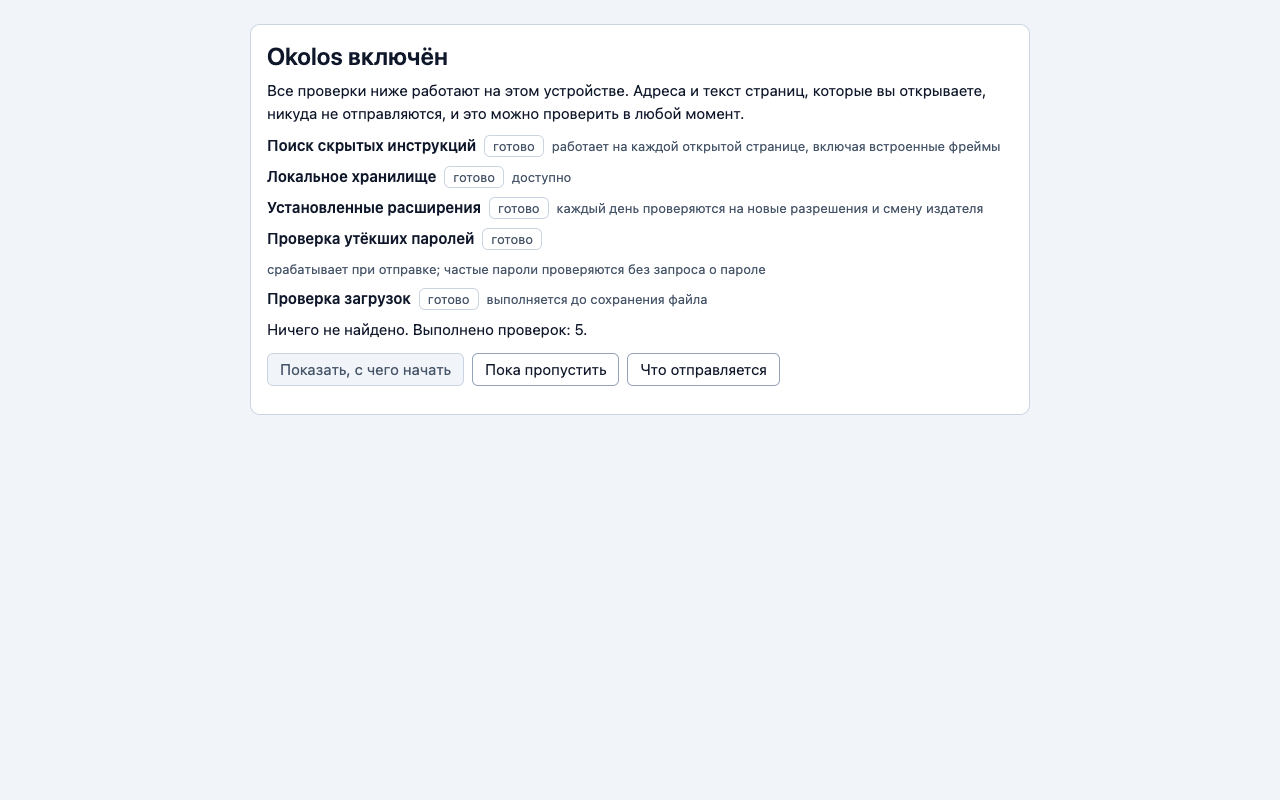 Okolos включён
Все проверки ниже работают на этом устройстве. Адреса и текст страниц, которые вы открываете,
никуда не отправляются, и это можно проверить в любой момент.
Поиск скрытых инструкций готово работает на каждой открытой странице, включая встроенные фреймы
Локальное хранилище готово доступно
Установленные расширения готово каждый день проверяются на новые разрешения и смену издателя
Проверка утёкших паролей готово
срабатывает при отправке; частые пароли проверяются без запроса о пароле
Проверка загрузок готово выполняется до сохранения файла
Ничего не найдено. Выполнено проверок: 5.
Показать, с чего начать Пока пропустить Что отправляется